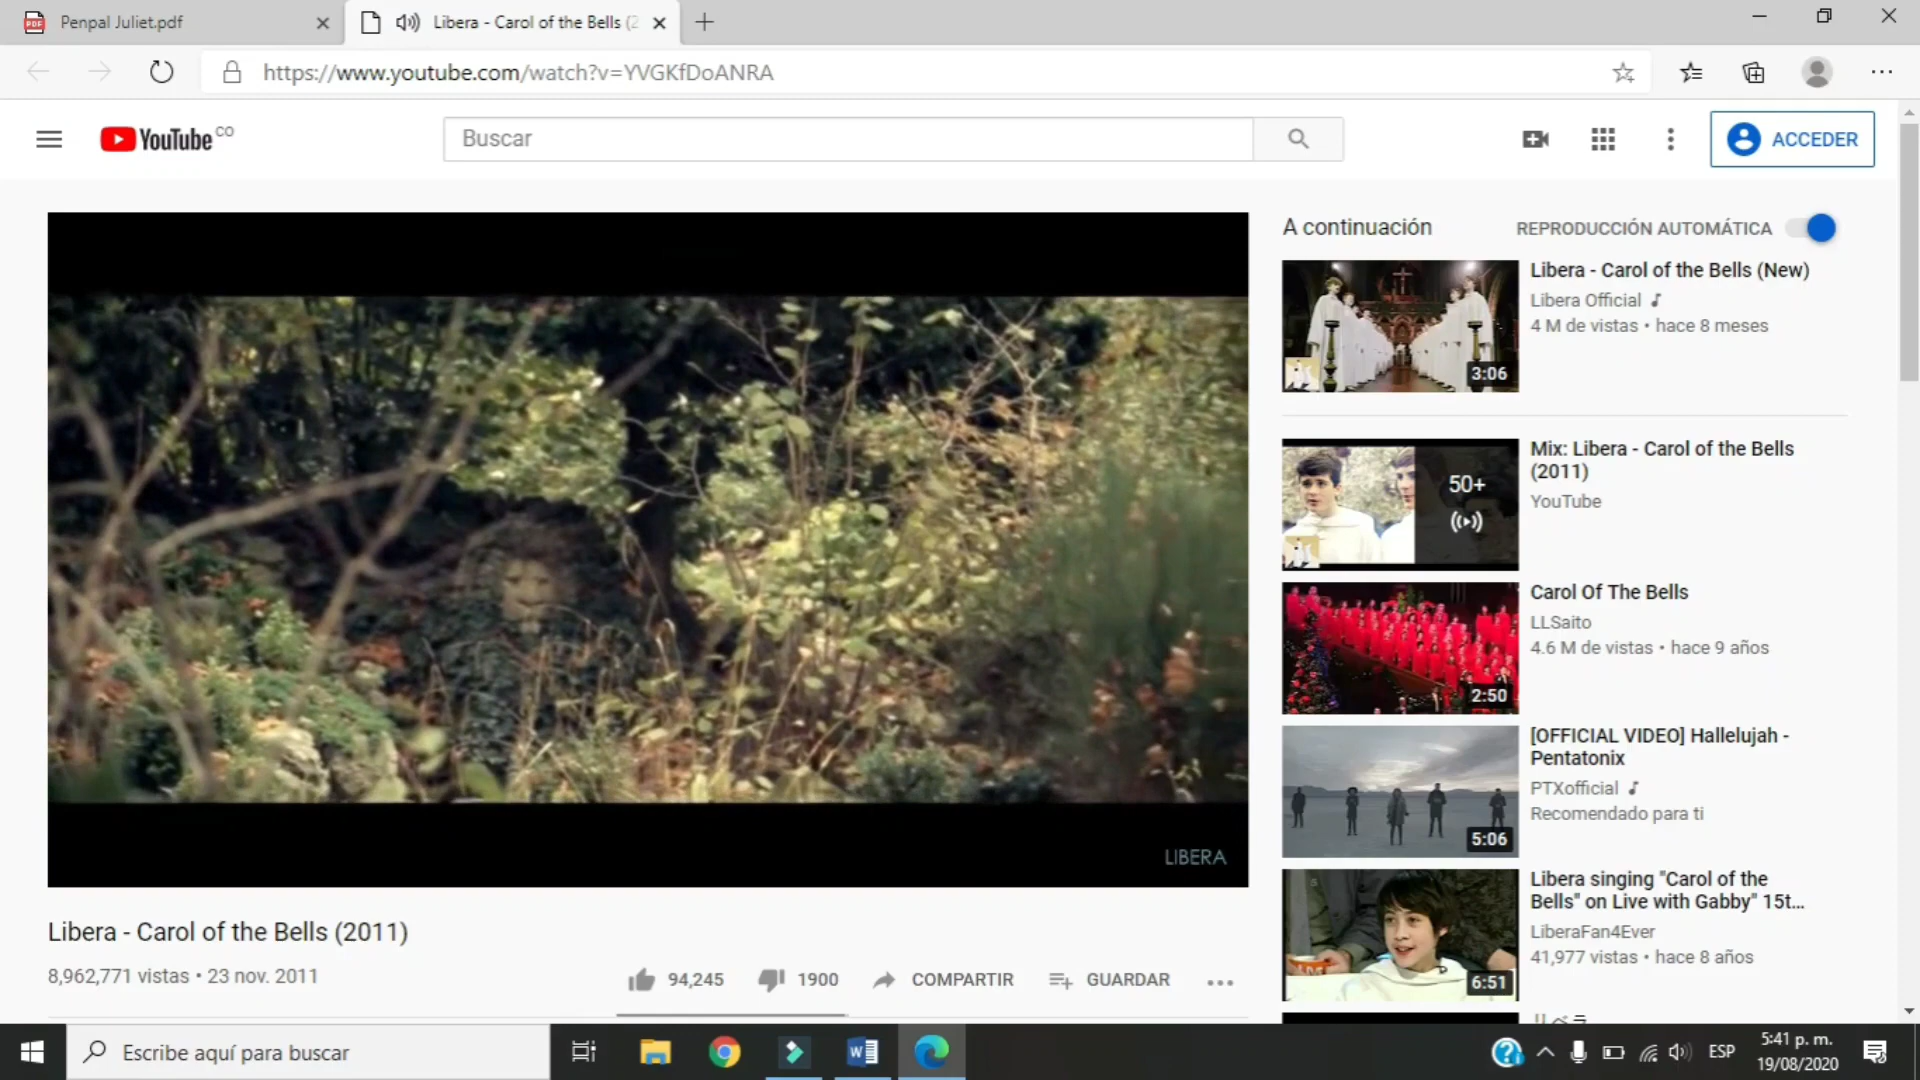 Penpal Juliet.pdf
Libera - Carol of the Bells (2
https://www.youtube.com/watch?v=YVGKfDoANRA
YouTube CO
Buscar
ACCEDER
A continuación
REPRODUCCIÓN AUTOMÁTICA
Libera - Carol of the Bells (New)
Libera Official
4 M de vistas • hace 8 meses
3:06
Mix: Libera - Carol of the Bells
(2011)
YouTube
50+
Carol Of The Bells
LLSaito
4.6 M de vistas • hace 9 años
2:50
[OFFICIAL VIDEO] Hallelujah -
Pentatonix
PTXofficial
Recomendado para ti
5:06
Libera singing "Carol of the
Bells" on Live with Gabby" 15t...
LiberaFan4Ever
41,977 vistas • hace 8 años
6:51
LIBERA
Libera - Carol of the Bells (2011)
8,962,771 vistas • 23 nov. 2011
94,245
1900
COMPARTIR
GUARDAR
Escribe aquí para buscar
ESP
5:41 p. m.
19/08/2020